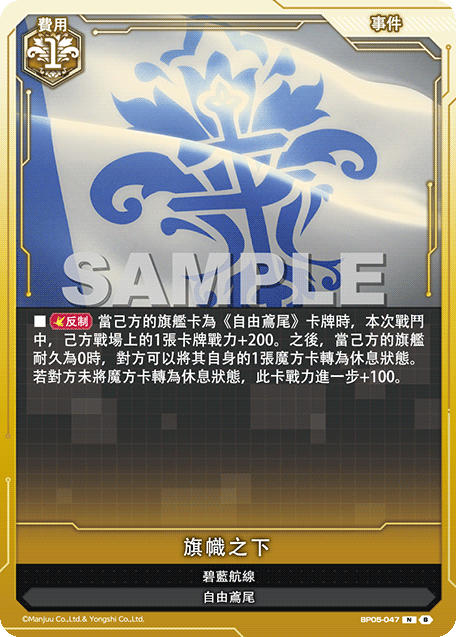 費用
事件
1
SAMPLE
■ 反制 當己方的旗艦卡為《自由鳶尾》卡牌時，本次戰鬥
中，己方戰場上的1張卡牌戰力+200。之後，當己方的旗艦
耐久為0時，對方可以將其自身的1張魔方卡轉為休息狀態。
若對方未將魔方卡轉為休息狀態，此卡戰力進一步+100。
旗幟之下
碧藍航線
自由鳶尾
©Manjuu Co.,Ltd.& Yongshi Co.,Ltd.
BP05-047 N B